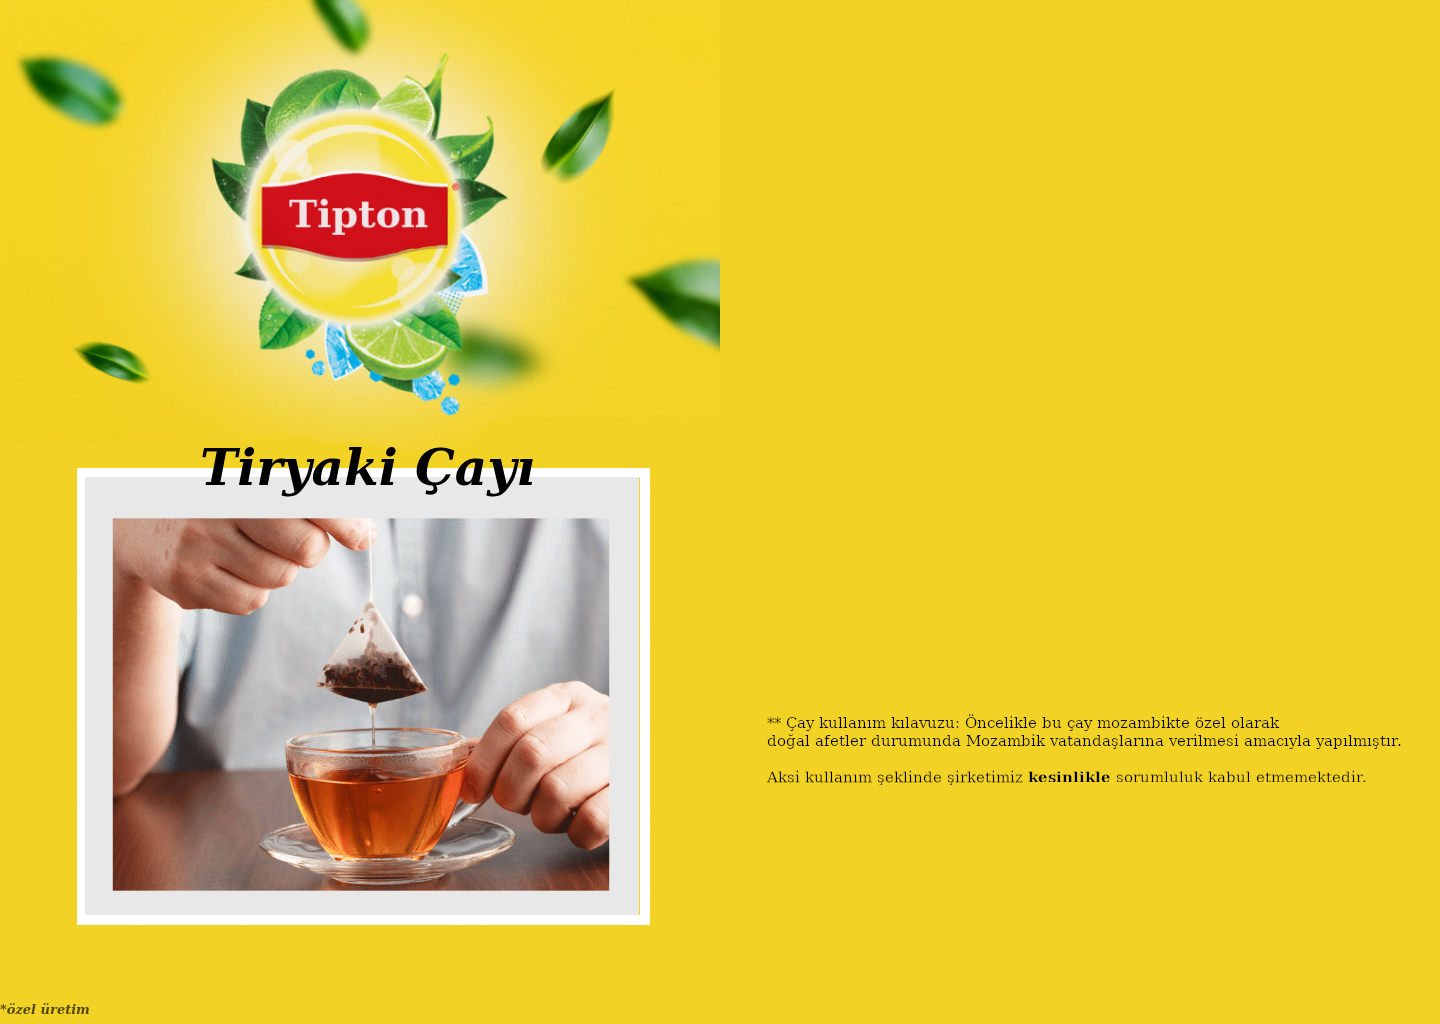 Tipton
®
Tiryaki Çayı
*özel üretim
** Çay kullanım kılavuzu: Öncelikle bu çay mozambikte özel olarak
doğal afetler durumunda Mozambik vatandaşlarına verilmesi amacıyla yapılmıştır.
Aksi kullanım şeklinde şirketimiz kesinlikle sorumluluk kabul etmemektedir.